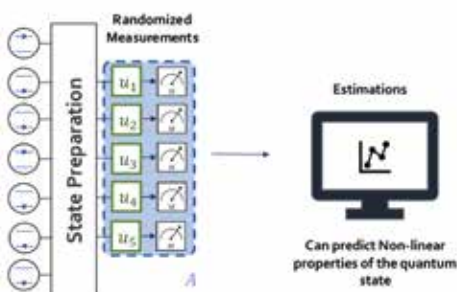 Randomized
Measurements
State Preparation
u₁
u₂
u₃
u₄
u₅
A
Estimations
Can predict Non-linear
properties of the quantum
state